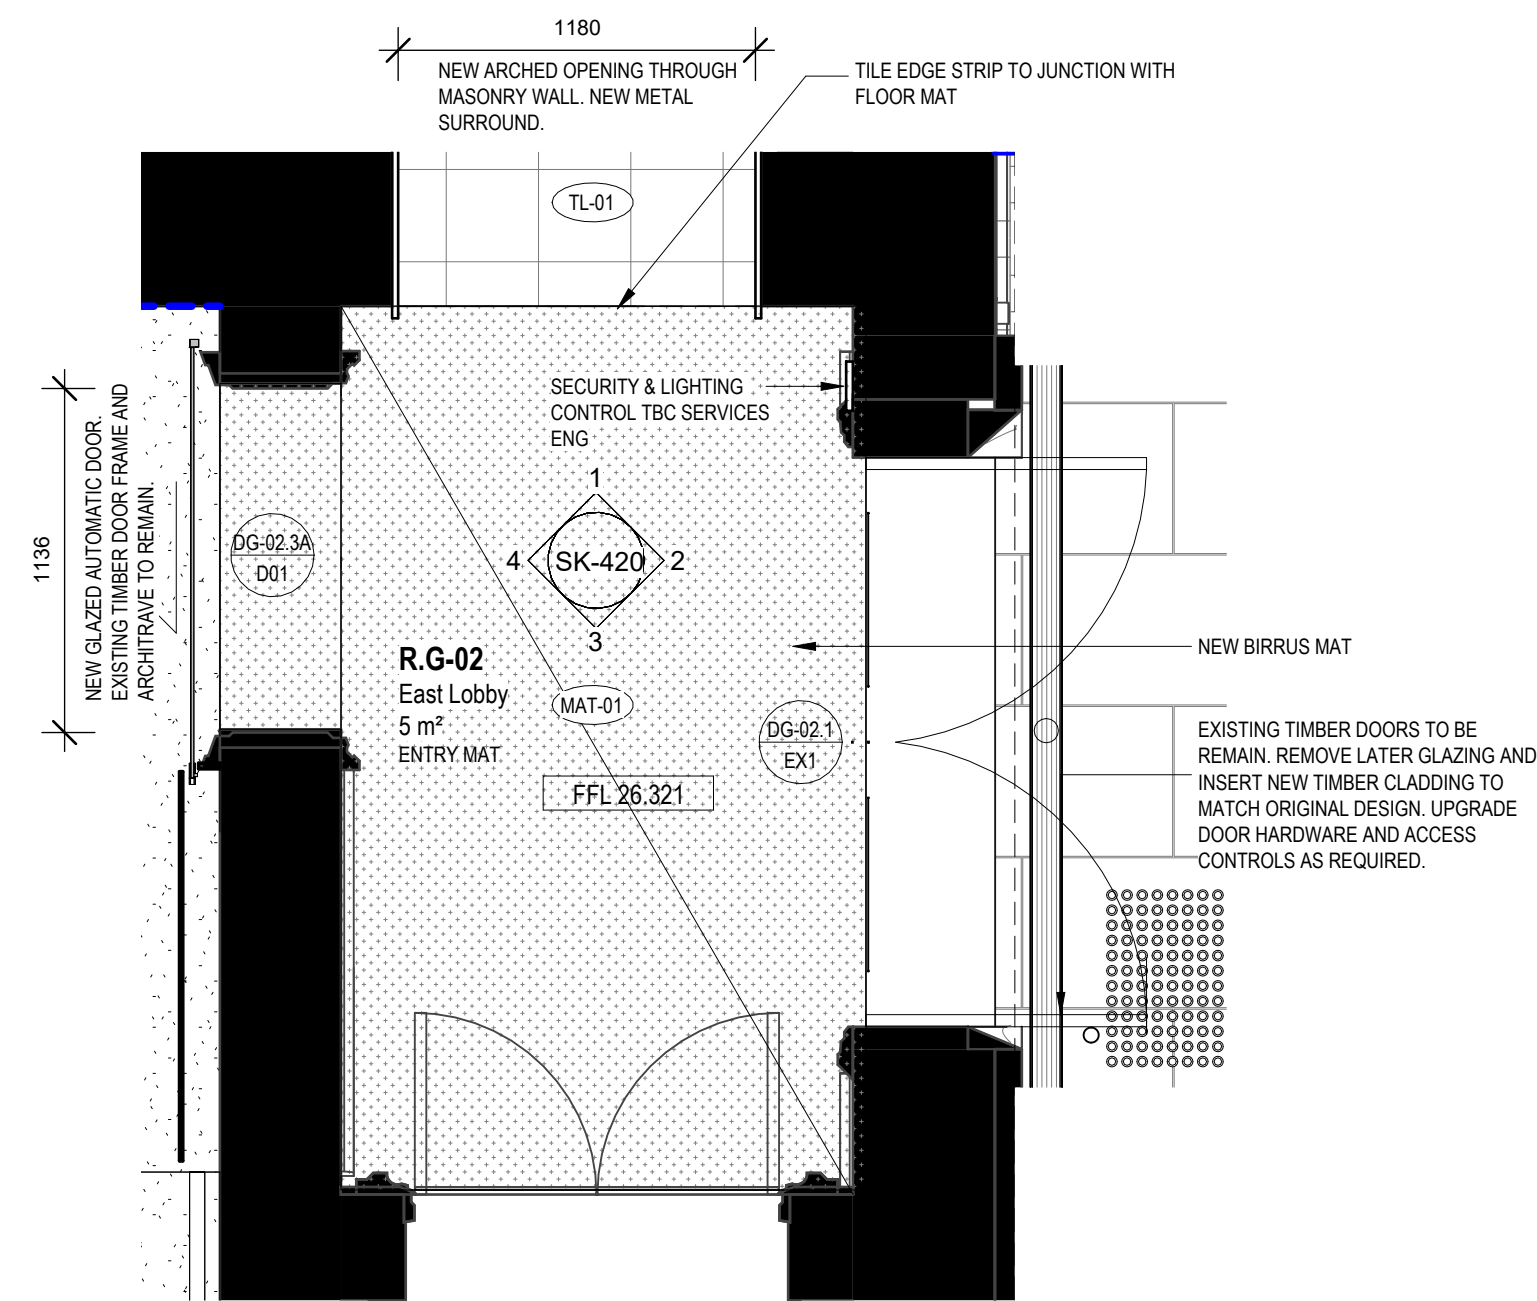 1180
NEW ARCHED OPENING THROUGH
MASONRY WALL. NEW METAL
SURROUND.
TILE EDGE STRIP TO JUNCTION WITH
FLOOR MAT
TL-01
SECURITY & LIGHTING
CONTROL TBC SERVICES
ENG
1136
NEW GLAZED AUTOMATIC DOOR.
EXISTING TIMBER DOOR FRAME AND
ARCHITRAVE TO REMAIN.
DG-02.3A
D01
1
4
SK-420
2
3
R.G-02
East Lobby
5 m²
ENTRY MAT
MAT-01
DG-02.1
EX1
FFL 26.321
NEW BIRRUS MAT
EXISTING TIMBER DOORS TO BE
REMAIN. REMOVE LATER GLAZING AND
INSERT NEW TIMBER CLADDING TO
MATCH ORIGINAL DESIGN. UPGRADE
DOOR HARDWARE AND ACCESS
CONTROLS AS REQUIRED.